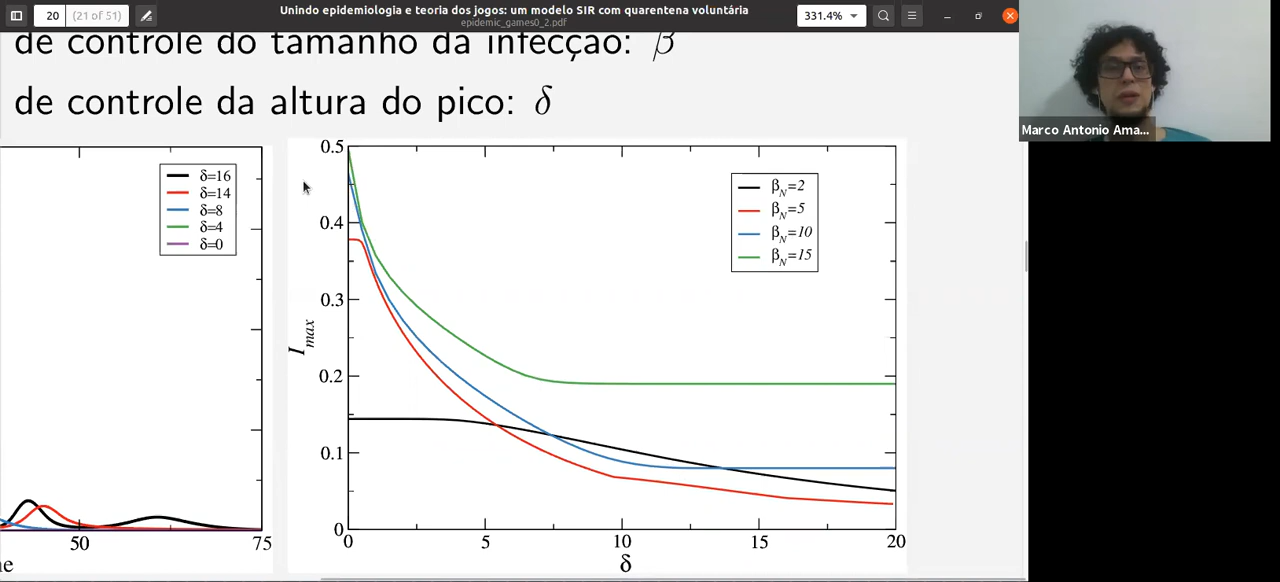 Unindo epidemiologia e teoria dos jogos: um modelo SIR com quarentena voluntária
epidemic_games0_2.pdf
20 (21 of 51)
331.4%
de controle do tamanho da infecção: β
de controle da altura do pico: δ
Marco Antonio Ama...
δ=16
δ=14
δ=8
δ=4
δ=0
50
75
me
0.5
0.4
0.3
0.2
0.1
0
I_max
β_N=2
β_N=5
β_N=10
β_N=15
0
5
10
15
20
δ